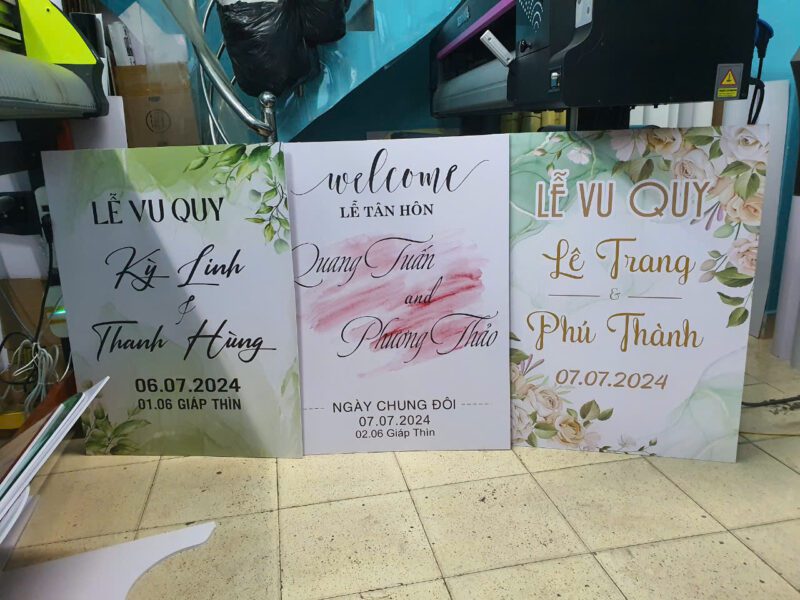 LỄ VU QUY
Kỳ Linh
&
Thanh Hùng
06.07.2024
01.06 GIÁP THÌN
welcome
LỄ TÂN HÔN
Quang Tuấn
and
Phương Thảo
NGÀY CHUNG ĐÔI
07.07.2024
02.06 Giáp Thìn
LỄ VU QUY
Lê Trang
&
Phú Thành
07.07.2024